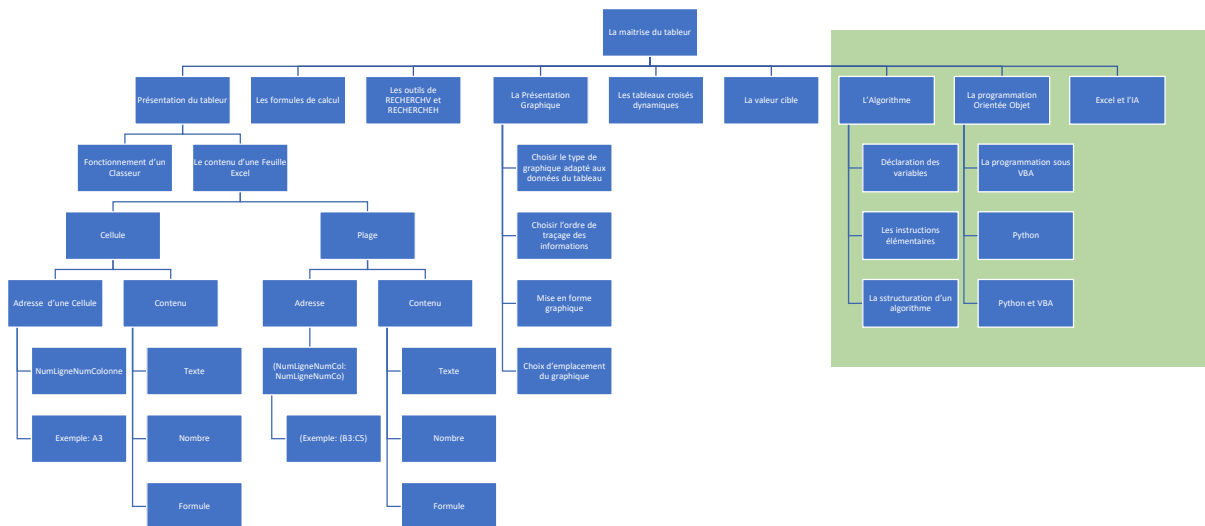 La maitrise du tableur
Présentation du tableur
Les formules de calcul
Les outils de
RECHERCHV et
RECHERCHEH
La Présentation
Graphique
Les tableaux croisés
dynamiques
La valeur cible
L'Algorithme
La programmation
Orientée Objet
Excel et l'IA
Fonctionnement d'un
Classeur
Le contenu d'une Feuille
Excel
Choisir le type de
graphique adapté aux
données du tableau
Déclaration des
variables
La programmation sous
VBA
Cellule
Plage
Choisir l'ordre de
traçage des
informations
Les instructions
élémentaires
Python
Adresse d'une Cellule
Contenu
Adresse
Contenu
Mise en forme
graphique
La sstructuration d'un
algorithme
Python et VBA
NumLigneNumColonne
Texte
(NumLigneNumCol:
NumLigneNumCo)
Texte
Choix d'emplacement
du graphique
Exemple: A3
Nombre
(Exemple: (B3:C5)
Nombre
Formule
Formule